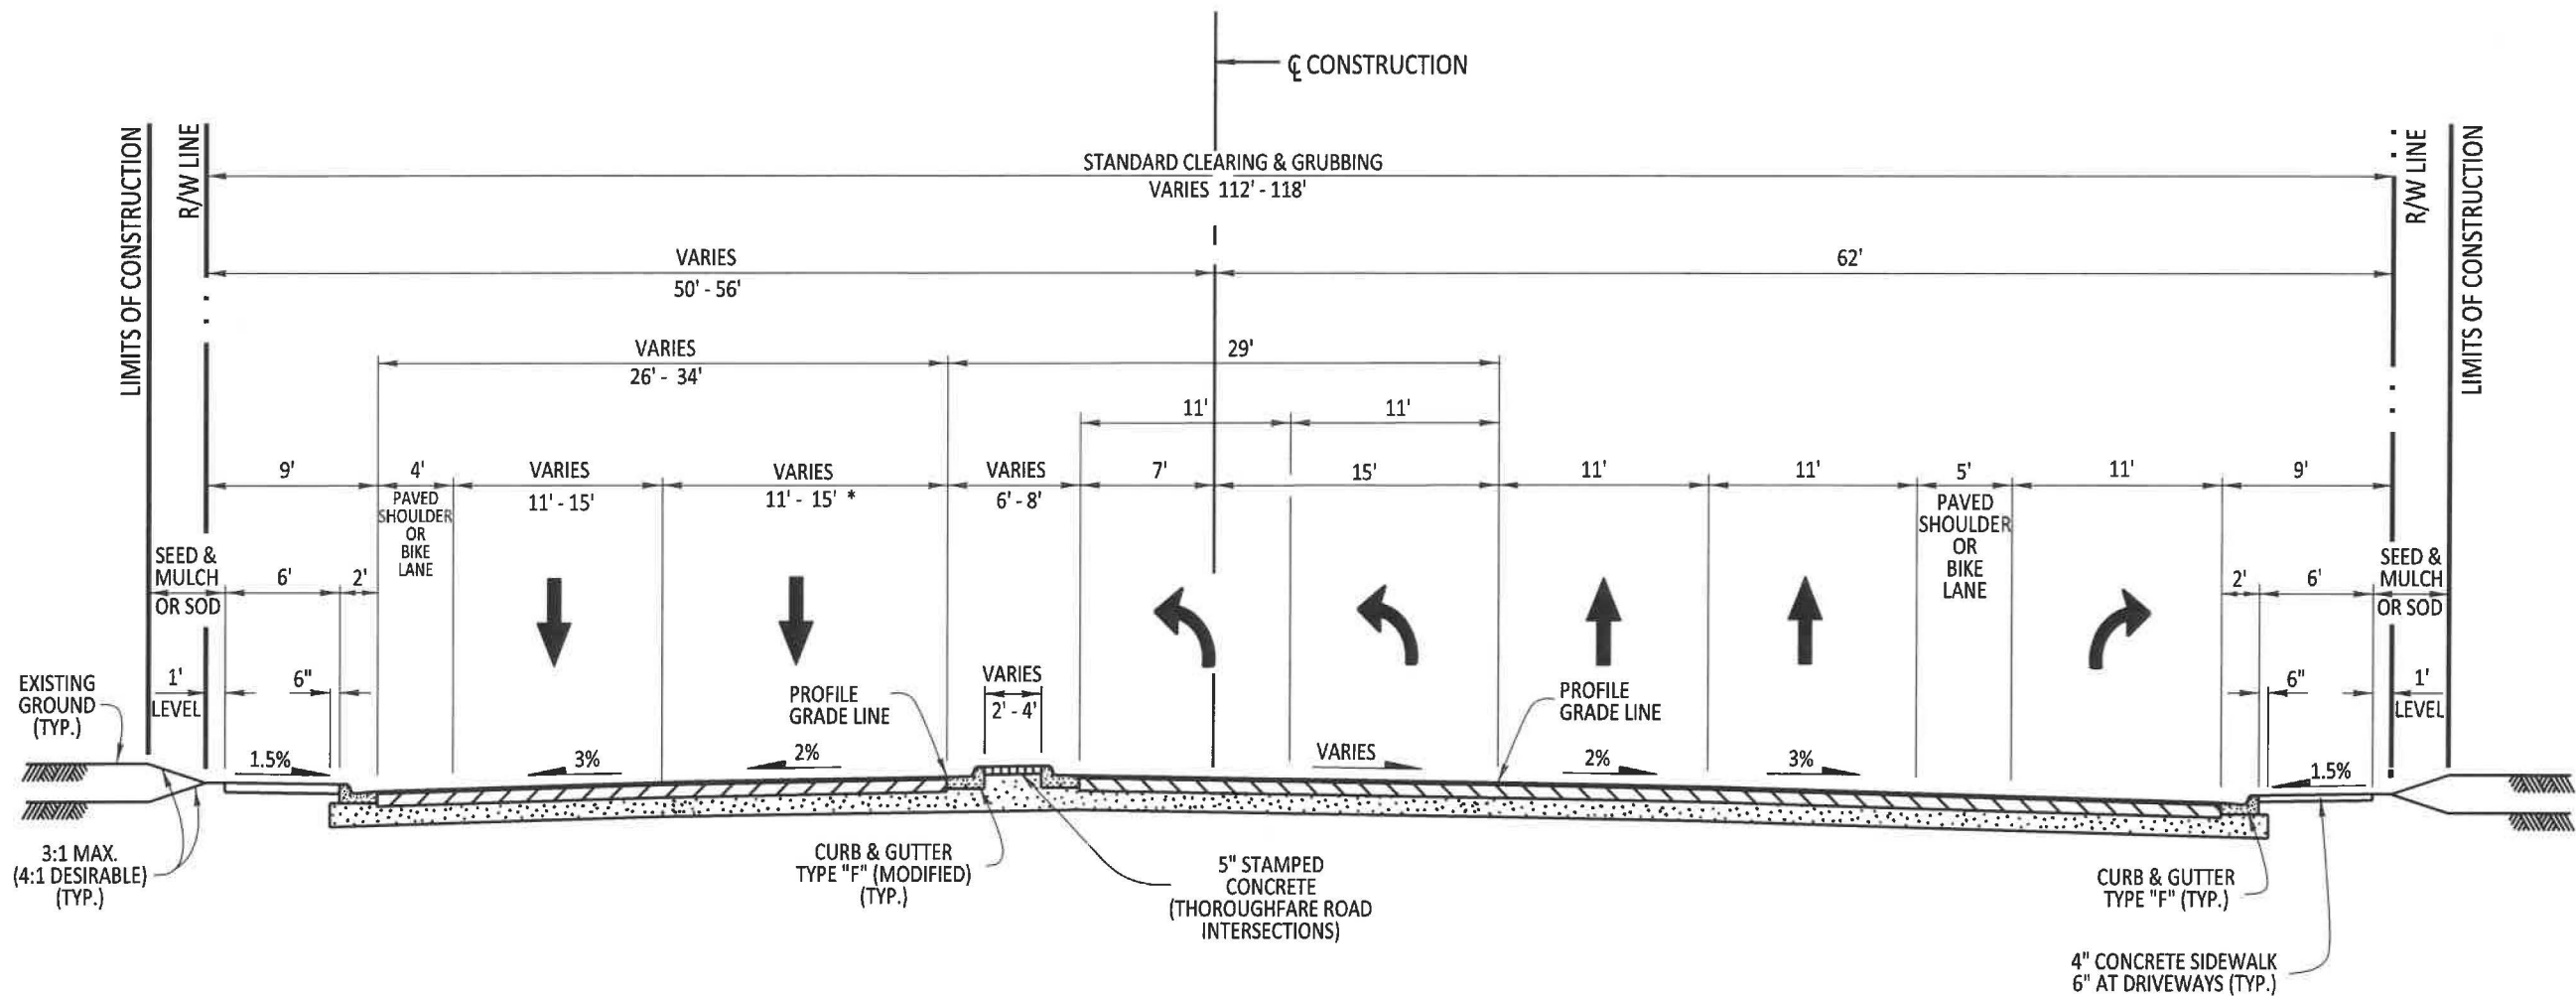 ℄ CONSTRUCTION
LIMITS OF CONSTRUCTION
R/W LINE
STANDARD CLEARING & GRUBBING
VARIES 112' - 118'
R/W LINE
LIMITS OF CONSTRUCTION
VARIES
50' - 56'
62'
VARIES
26' - 34'
29'
11'
11'
9'
4'
PAVED
SHOULDER
OR
BIKE
LANE
VARIES
11' - 15'
VARIES
11' - 15' *
VARIES
6' - 8'
7'
15'
11'
11'
5'
PAVED
SHOULDER
OR
BIKE
LANE
11'
9'
SEED &
MULCH
OR SOD
6'
2'
2'
6'
SEED &
MULCH
OR SOD
EXISTING
GROUND
(TYP.)
1'
LEVEL
6"
PROFILE
GRADE LINE
VARIES
2' - 4'
PROFILE
GRADE LINE
6"
1'
LEVEL
1.5%
3%
2%
VARIES
2%
3%
1.5%
3:1 MAX.
(4:1 DESIRABLE)
(TYP.)
CURB & GUTTER
TYPE "F" (MODIFIED)
(TYP.)
5" STAMPED
CONCRETE
(THOROUGHFARE ROAD
INTERSECTIONS)
CURB & GUTTER
TYPE "F" (TYP.)
4" CONCRETE SIDEWALK
6" AT DRIVEWAYS (TYP.)